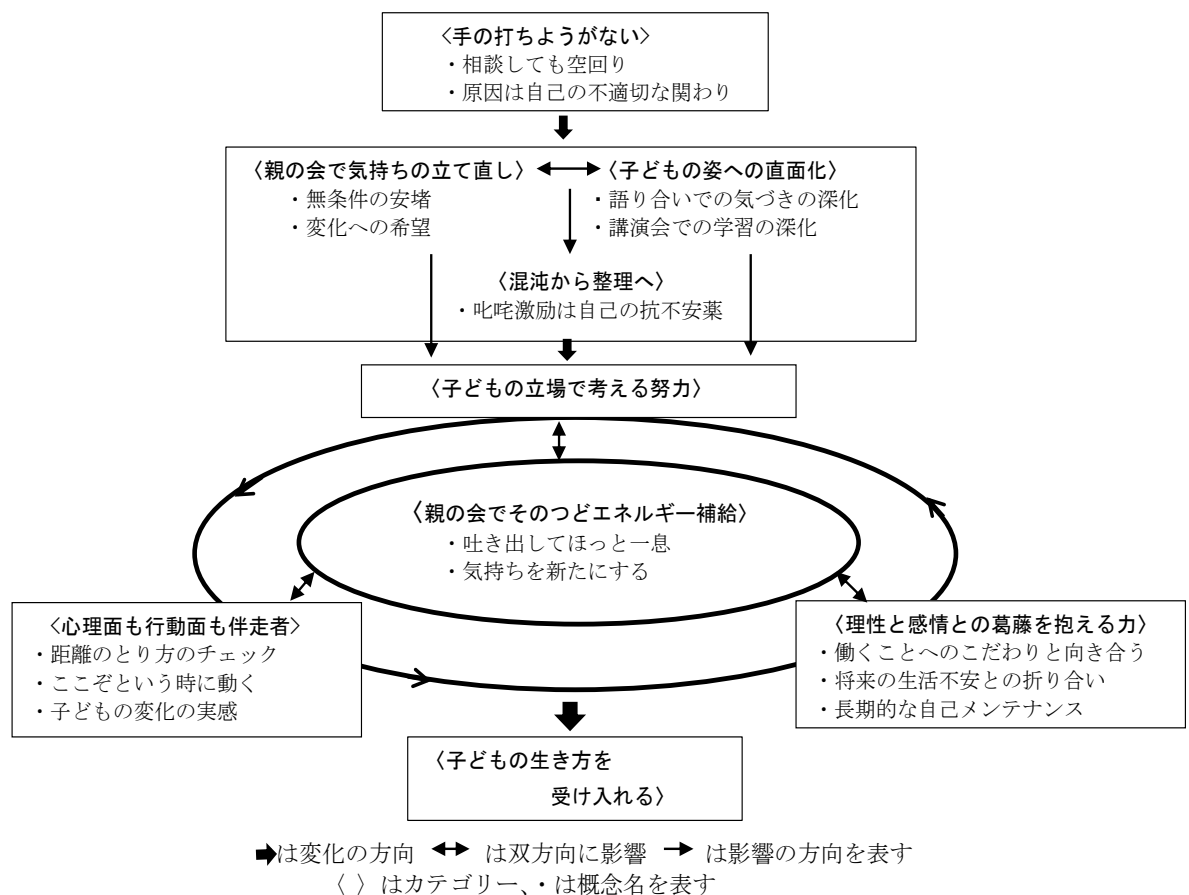 〈手の打ちようがない〉
・相談しても空回り
・原因は自己の不適切な関わり
〈親の会で気持ちの立て直し〉
・無条件の安堵
・変化への希望
〈子どもの姿への直面化〉
・語り合いでの気づきの深化
・講演会での学習の深化
〈混沌から整理へ〉
・叱咤激励は自己の抗不安薬
〈子どもの立場で考える努力〉
〈親の会でそのつどエネルギー補給〉
・吐き出してほっと一息
・気持ちを新たにする
〈心理面も行動面も伴走者〉
・距離のとり方のチェック
・ここぞという時に動く
・子どもの変化の実感
〈理性と感情との葛藤を抱える力〉
・働くことへのこだわりと向き合う
・将来の生活不安との折り合い
・長期的な自己メンテナンス
〈子どもの生き方を
受け入れる〉
➡は変化の方向 ↔ は双方向に影響 → は影響の方向を表す
〈 〉はカテゴリー、・は概念名を表す